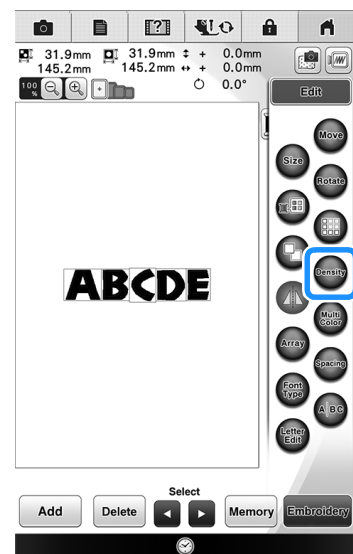 31.9mm 31.9mm + 0.0mm
145.2mm 145.2mm + 0.0mm
100 % 0.0°
Edit
Move
Size
Rotate
Density
Multi
Color
Array
Spacing
Font
Type
A BC
Letter
Edit
ABCDE
Select
Add Delete Memory Embroidery